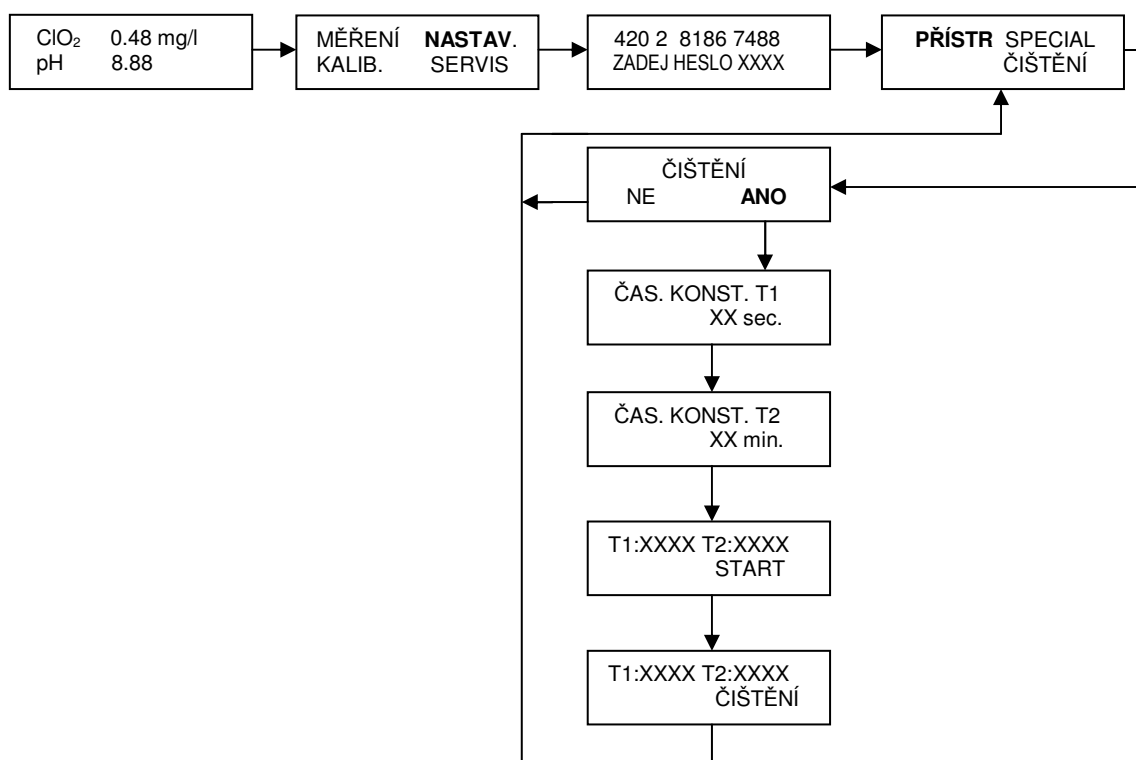 ClO₂ 0.48 mg/l
pH 8.88
MĚŘENÍ NASTAV.
KALIB. SERVIS
420 2 8186 7488
ZADEJ HESLO XXXX
PŘÍSTR SPECIAL
ČIŠTĚNÍ
ČIŠTĚNÍ
NE ANO
ČAS. KONST. T1
XX sec.
ČAS. KONST. T2
XX min.
T1:XXXX T2:XXXX
START
T1:XXXX T2:XXXX
ČIŠTĚNÍ